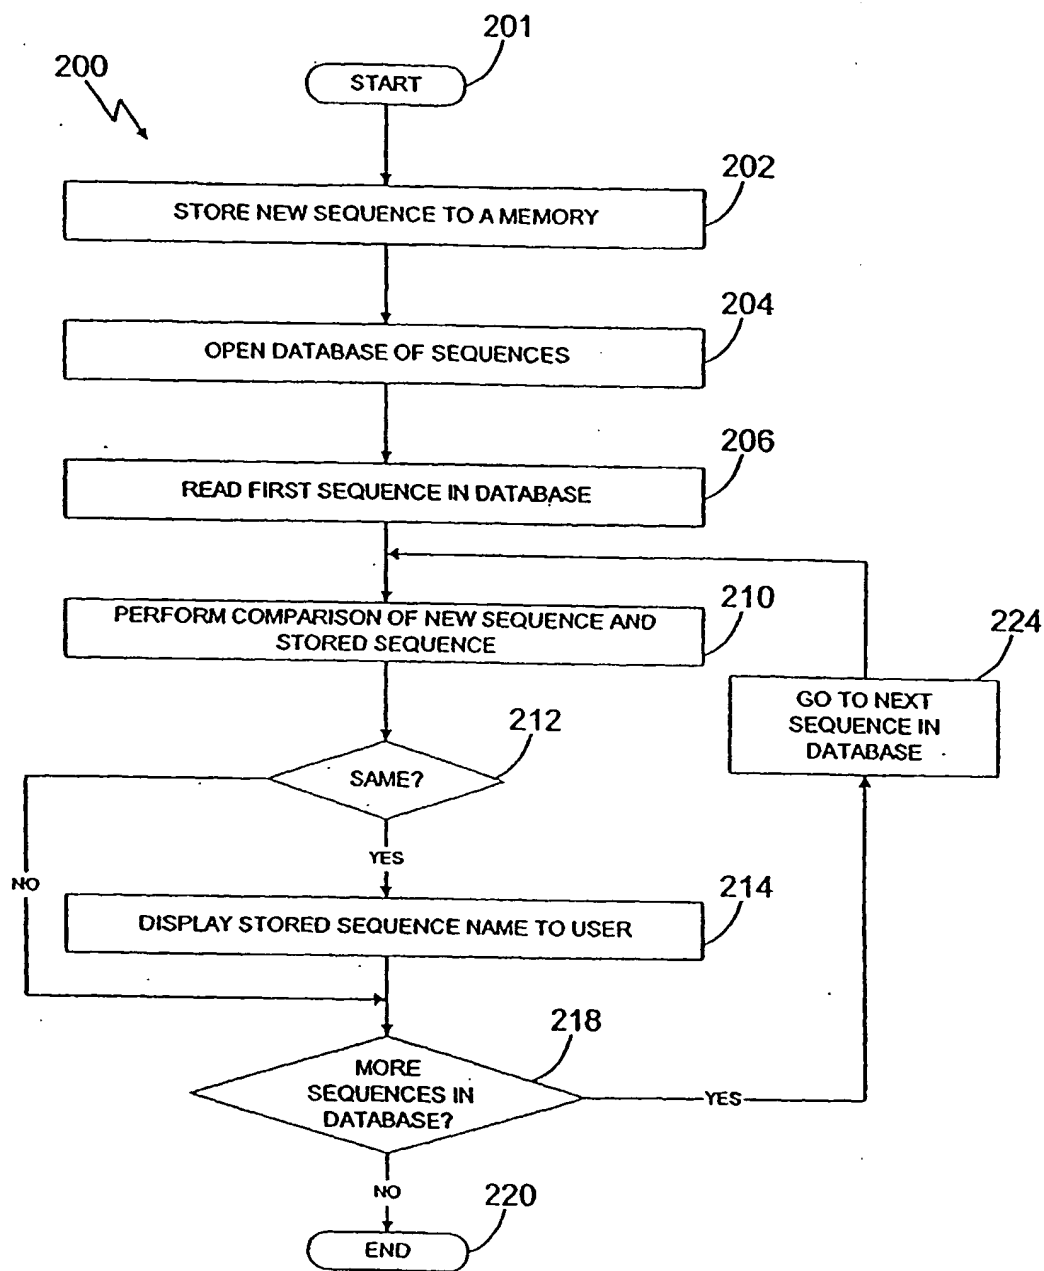 201
200
START
202
STORE NEW SEQUENCE TO A MEMORY
204
OPEN DATABASE OF SEQUENCES
206
READ FIRST SEQUENCE IN DATABASE
210
PERFORM COMPARISON OF NEW SEQUENCE AND
STORED SEQUENCE
224
GO TO NEXT
SEQUENCE IN
DATABASE
212
SAME?
YES
NO
214
DISPLAY STORED SEQUENCE NAME TO USER
218
MORE
SEQUENCES IN
DATABASE?
YES
NO
220
END